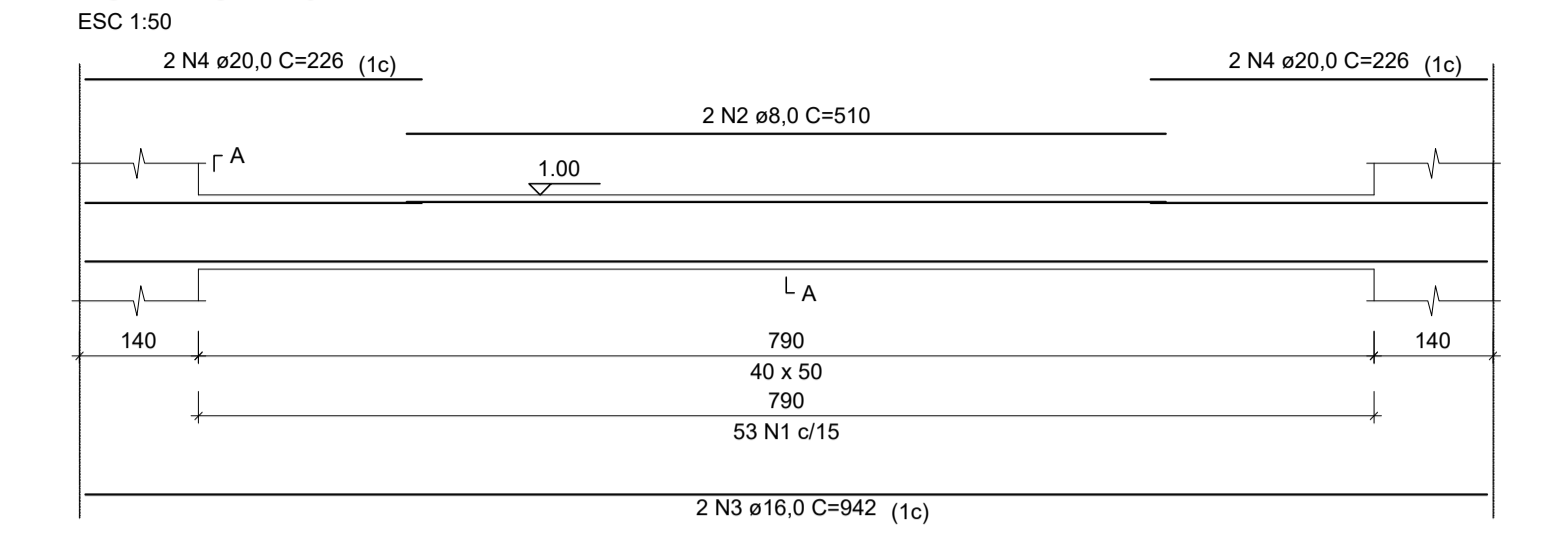 ESC 1:50
2 N4 ø20,0 C=226 (1c)
2 N4 ø20,0 C=226 (1c)
2 N2 ø8,0 C=510
A
1.00
A
140
790
140
40 x 50
790
53 N1 c/15
2 N3 ø16,0 C=942 (1c)